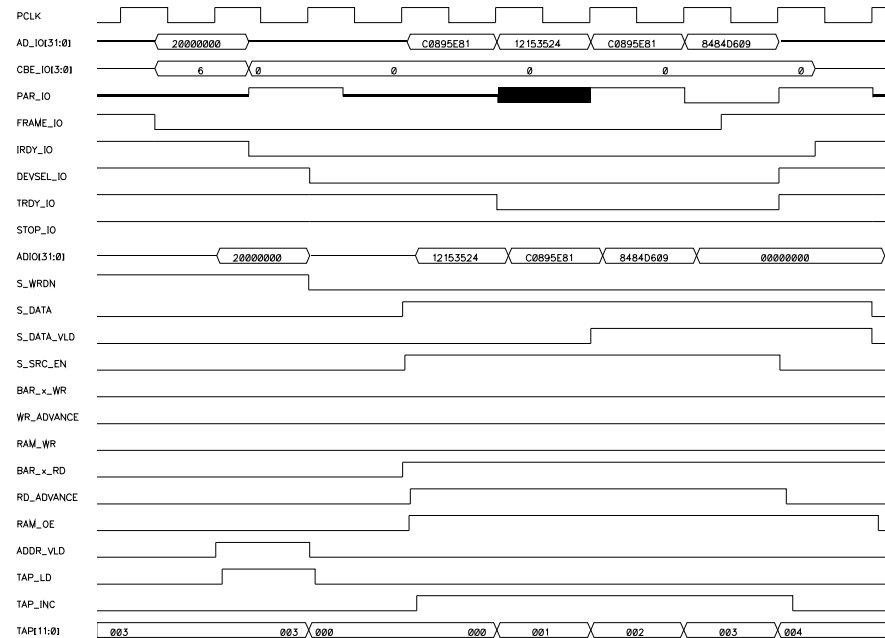 PCLK
AD_IO[31:0] 20000000 C0895E81 12153524 C0895E81 8484D609
CBE_IO[3:0] 6 0 0 0 0 0
PAR_IO
FRAME_IO
IRDY_IO
DEVSEL_IO
TRDY_IO
STOP_IO
ADIO[31:0] 20000000 12153524 C0895E81 8484D609 00000000
S_WRDN
S_DATA
S_DATA_VLD
S_SRC_EN
BAR_x_WR
WR_ADVANCE
RAM_WR
BAR_x_RD
RD_ADVANCE
RAM_OE
ADDR_VLD
TAP_LD
TAP_INC
TAP[11:0] 003 003 000 000 001 002 003 004